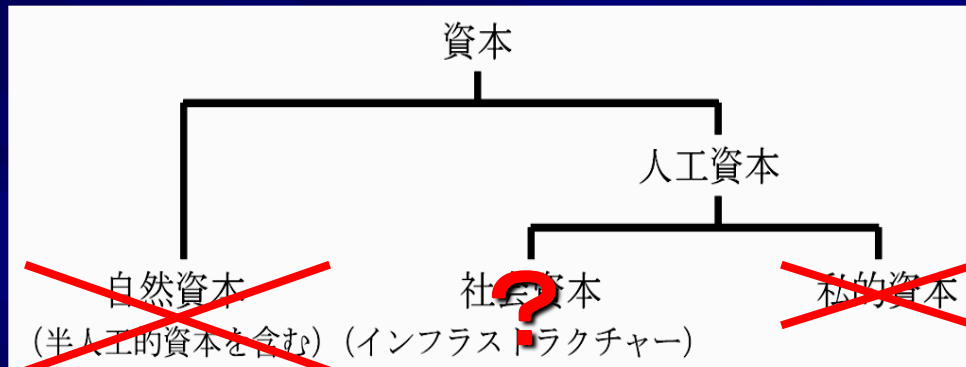 資本
人工資本
自然資本 社会資本 私的資本
(半人工的資本を含む) (インフラストラクチャー)
?